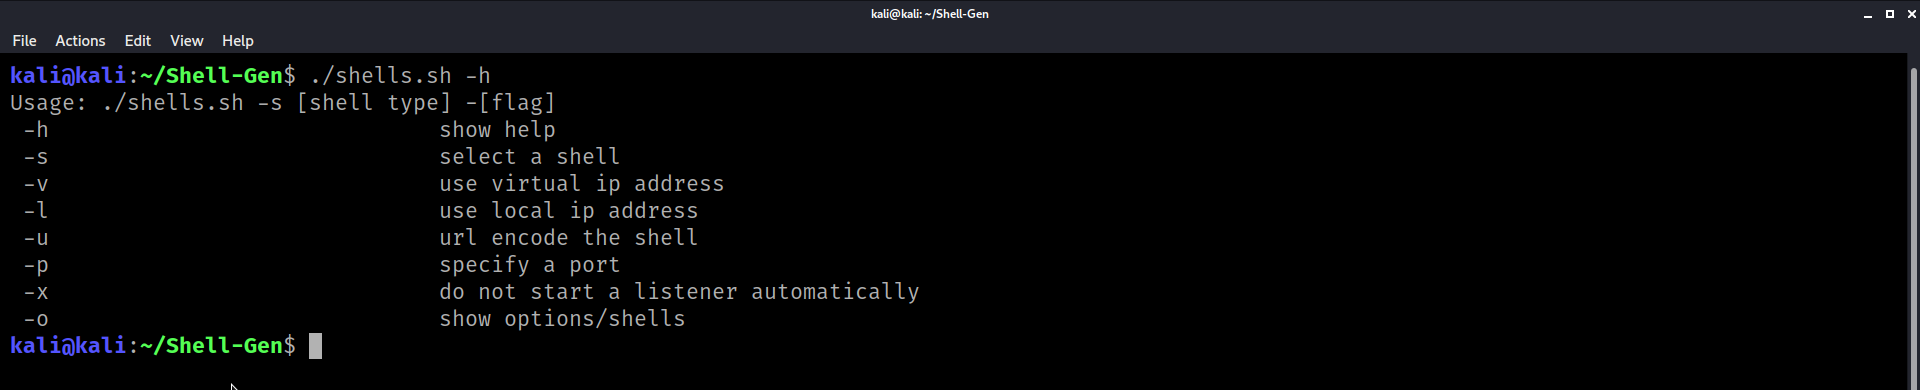 kali@kali: ~/Shell-Gen
File Actions Edit View Help
kali@kali:~/Shell-Gen$ ./shells.sh -h
Usage: ./shells.sh -s [shell type] -[flag]
-h show help
-s select a shell
-v use virtual ip address
-l use local ip address
-u url encode the shell
-p specify a port
-x do not start a listener automatically
-o show options/shells
kali@kali:~/Shell-Gen$